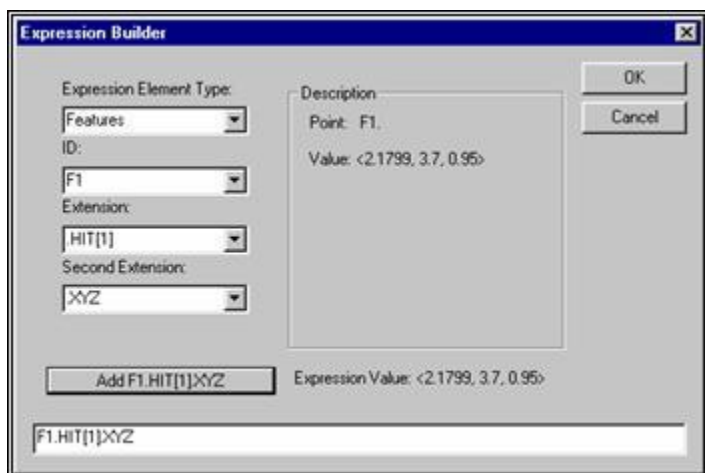 Expression Builder
Expression Element Type:
Features
ID:
F1
Extension:
.HIT[1]
Second Extension:
.XYZ
Description
Point: F1.
Value: <2.1799, 3.7, 0.95>
OK
Cancel
Add F1.HIT[1].XYZ
Expression Value: <2.1799, 3.7, 0.95>
F1.HIT[1].XYZ